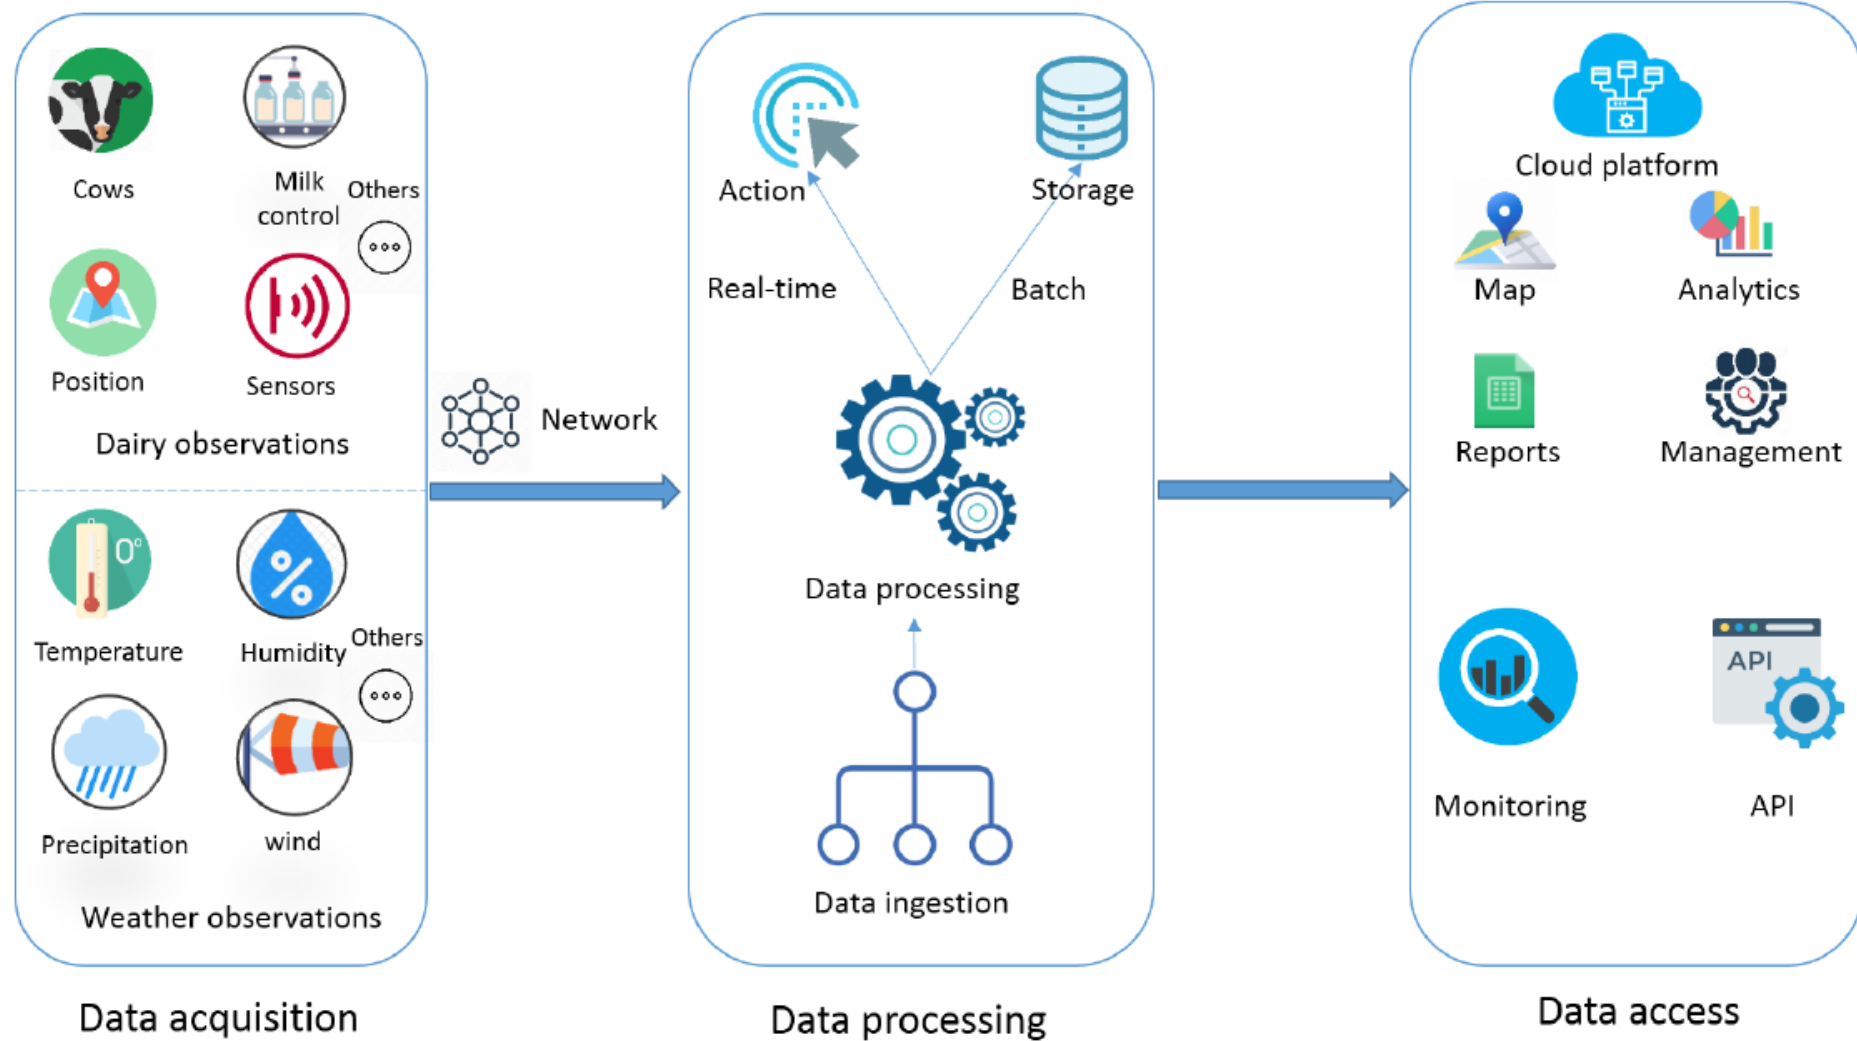 Cows
Milk
control
Others
Position
Sensors
Dairy observations
0°
Temperature
%
Humidity
Others
Precipitation
wind
Weather observations
Data acquisition
Network
Action
Storage
Real-time
Batch
Data processing
Data ingestion
Data processing
Cloud platform
Map
Analytics
Reports
Management
API
Monitoring
API
Data access